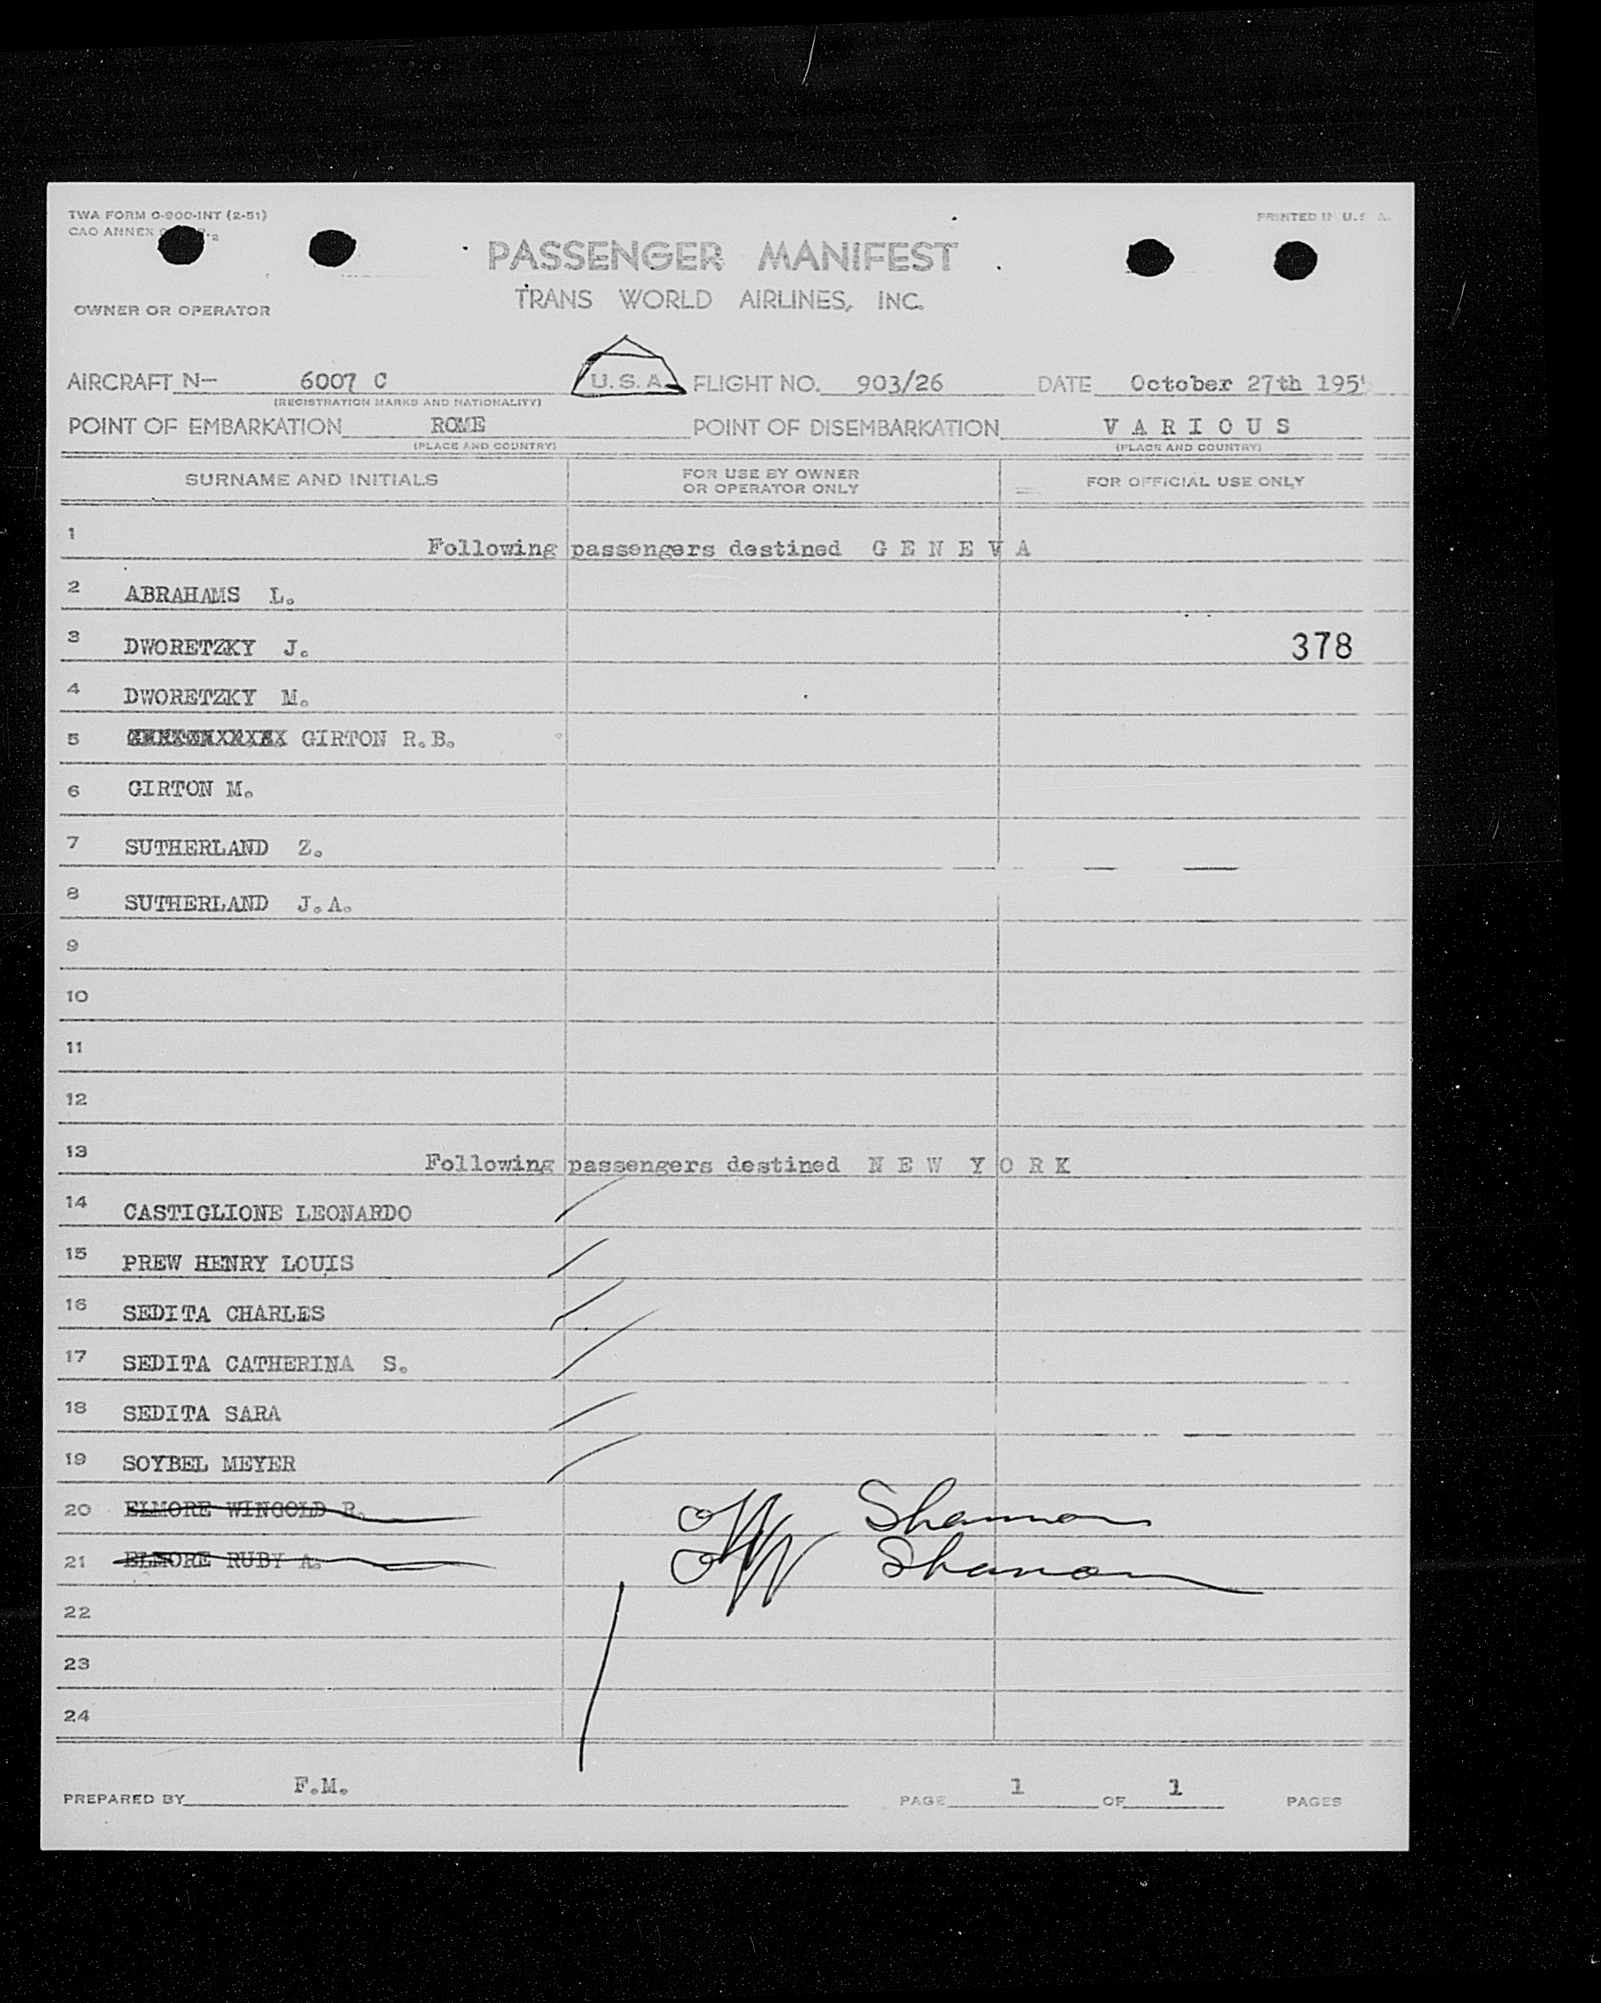 TWA FORM O-900-INT (2-51)
CAO ANNEX
PRINTED IN U.S.A.
PASSENGER MANIFEST
TRANS WORLD AIRLINES, INC.
OWNER OR OPERATOR
AIRCRAFT N- 6007 C U.S.A. FLIGHT NO. 903/26 DATE October 27th
(REGISTRATION MARKS AND NATIONALITY)
POINT OF EMBARKATION ROME POINT OF DISEMBARKATION V A R I O U S
(PLACE AND COUNTRY) (PLACE AND COUNTRY)
SURNAME AND INITIALS FOR USE BY OWNER OR OPERATOR ONLY FOR OFFICIAL USE ONLY
1 Following passengers destined G E N E V A
2 ABRAHAMS L.
3 DWORETZKY J. 378
4 DWORETZKY M.
5 GIRTON R.B.
6 GIRTON M.
7 SUTHERLAND Z.
8 SUTHERLAND J.A.
9
10
11
12
13 Following passengers destined N E W Y O R K
14 CASTIGLIONE LEONARDO
15 PREW HENRY LOUIS
16 SEDITA CHARLES
17 SEDITA CATHERINA S.
18 SEDITA SARA
19 SOYBEL MEYER
20 ELMORE WINGOLD R. Off Shannon
21 ELMORE RUBY A. Off Shannon
22
23
24
PREPARED BY F.M. PAGE 1 OF 1 PAGES